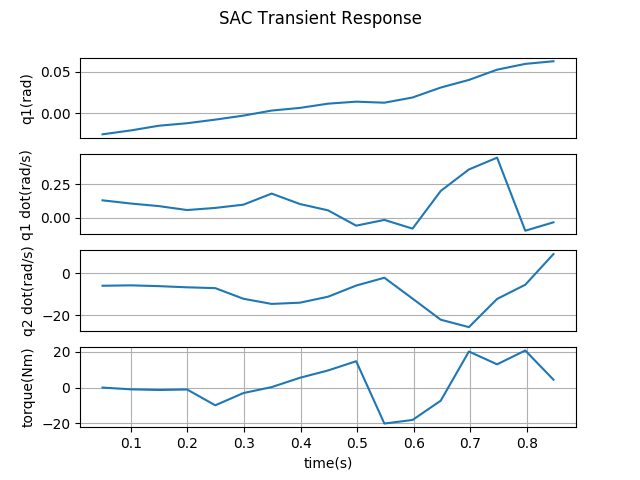 SAC Transient Response
q1(rad)
0.05
0.00
q1 dot(rad/s)
0.25
0.00
q2 dot(rad/s)
0
−20
torque(Nm)
20
0
−20
0.1 0.2 0.3 0.4 0.5 0.6 0.7 0.8
time(s)